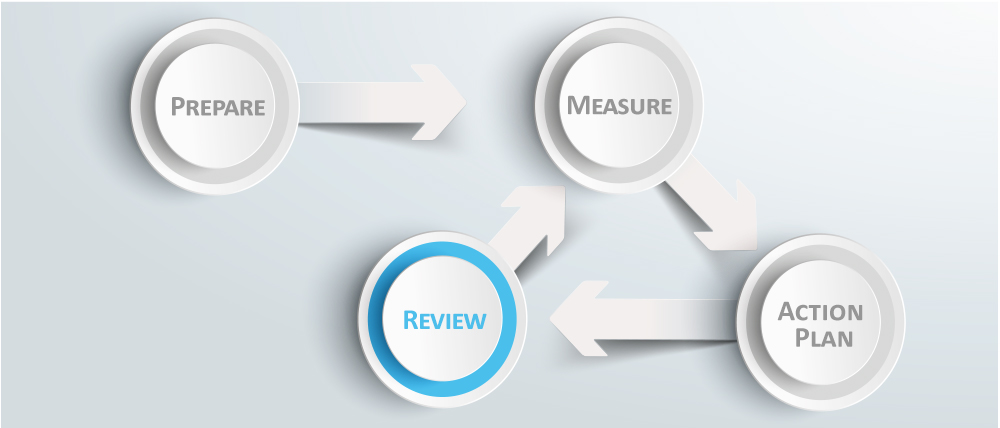 PREPARE
MEASURE
REVIEW
ACTION
PLAN